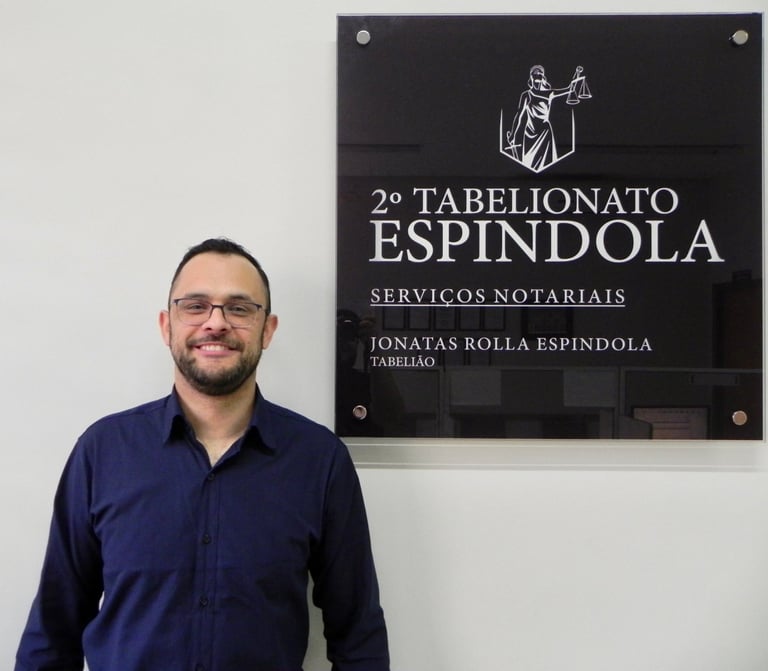 2º TABELIONATO
ESPINDOLA
SERVIÇOS NOTARIAIS
JONATAS ROLLA ESPINDOLA
TABELIÃO